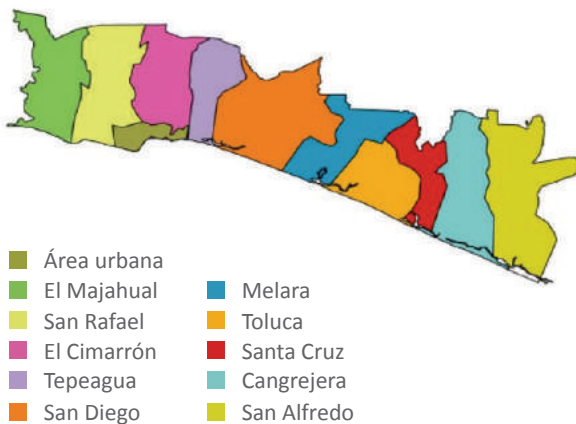 Área urbana
El Majahual
San Rafael
El Cimarrón
Tepeagua
San Diego
Melara
Toluca
Santa Cruz
Cangrejera
San Alfredo